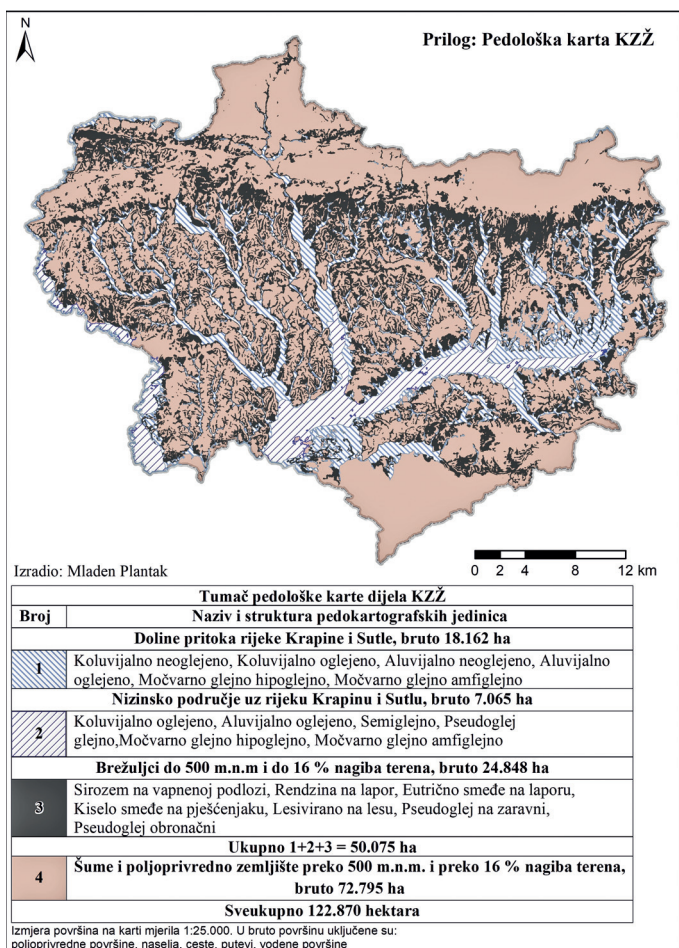 N
Prilog: Pedološka karta KZŽ
Izradio: Mladen Plantak
0 2 4 8 12 km
Tumač pedološke karte dijela KZŽ
Broj Naziv i struktura pedokartografskih jedinica
Doline pritoka rijeke Krapine i Sutle, bruto 18.162 ha
1 Koluvijalno neoglejeno, Koluvijalno oglejeno, Aluvijalno neoglejeno, Aluvijalno
oglejeno, Močvarno glejno hipoglejno, Močvarno glejno amfiglejno
Nizinsko područje uz rijeku Krapinu i Sutlu, bruto 7.065 ha
2 Koluvijalno oglejeno, Aluvijalno oglejeno, Semiglejno, Pseudoglej
glejno,Močvarno glejno hipoglejno, Močvarno glejno amfiglejno
Brežuljci do 500 m.n.m i do 16 % nagiba terena, bruto 24.848 ha
3 Sirozem na vapnenoj podlozi, Rendzina na lapor, Eutrično smeđe na laporu,
Kiselo smeđe na pješćenjaku, Lesivirano na lesu, Pseudoglej na zaravni,
Pseudoglej obronačni
Ukupno 1+2+3 = 50.075 ha
4 Šume i poljoprivredno zemljište preko 500 m.n.m. i preko 16 % nagiba terena,
bruto 72.795 ha
Sveukupno 122.870 hektara
Izmjera površina na karti mjerila 1:25.000. U bruto površinu uključene su:
poljoprivredne površine, naselja, ceste, putevi, vodene površine